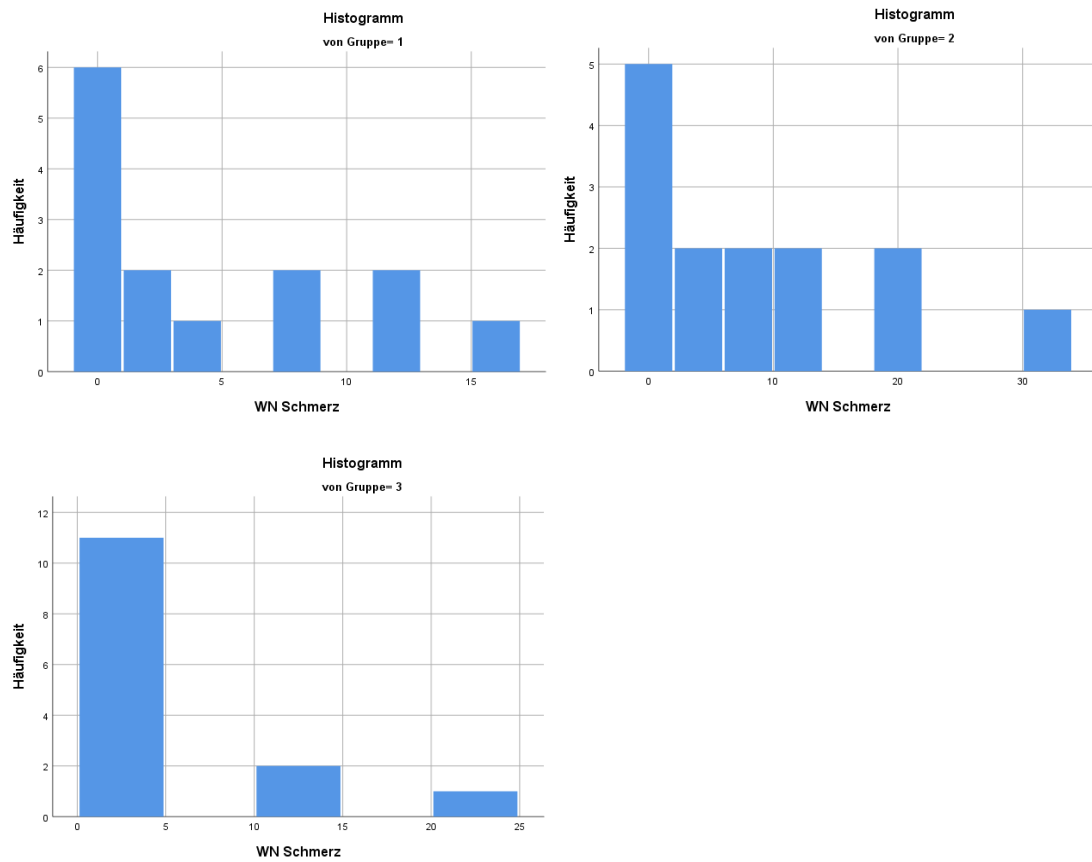 Histogramm
von Gruppe= 1
6
5
4
3
2
1
0
Häufigkeit
0 5 10 15
WN Schmerz
Histogramm
von Gruppe= 2
5
4
3
2
1
0
Häufigkeit
0 10 20 30
WN Schmerz
Histogramm
von Gruppe= 3
12
10
8
6
4
2
0
Häufigkeit
0 5 10 15 20 25
WN Schmerz